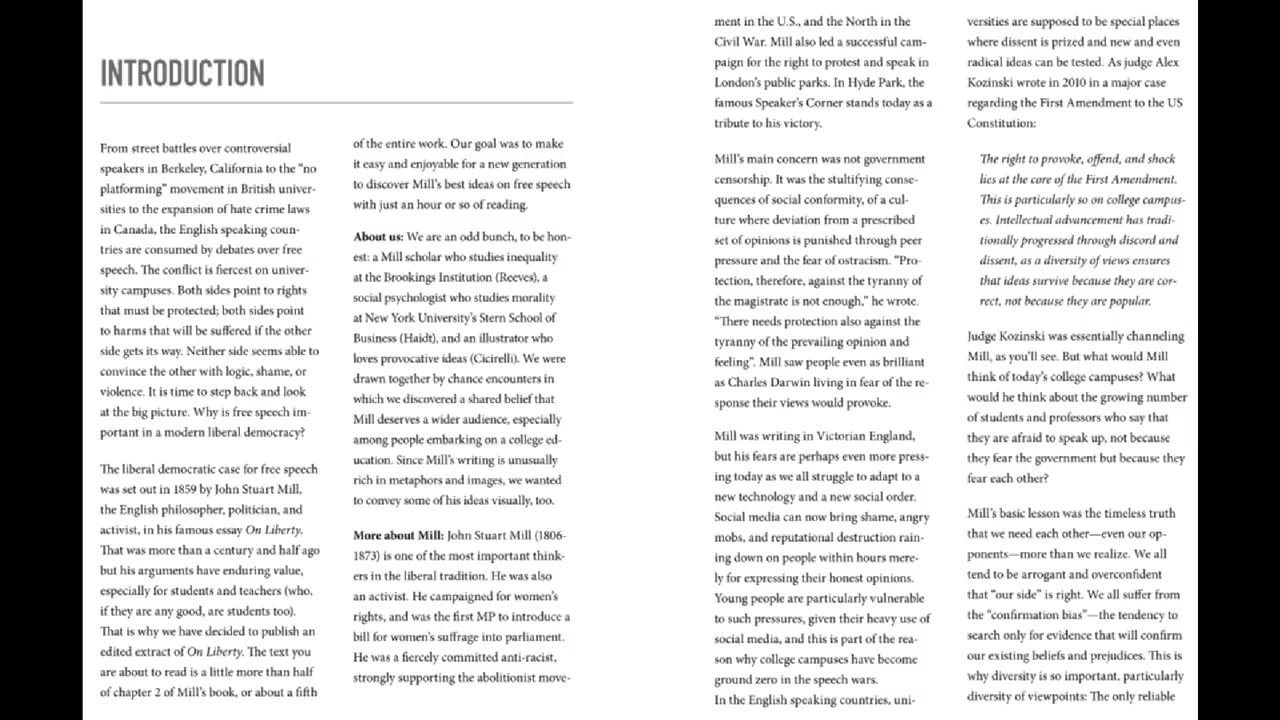 INTRODUCTION
From street battles over controversial
speakers in Berkeley, California to the “no
platforming” movement in British univer-
sities to the expansion of hate crime laws
in Canada, the English speaking coun-
tries are consumed by debates over free
speech. The conflict is fiercest on univer-
sity campuses. Both sides point to rights
that must be protected; both sides point
to harms that will be suffered if the other
side gets its way. Neither side seems able to
convince the other with logic, shame, or
violence. It is time to step back and look
at the big picture. Why is free speech im-
portant in a modern liberal democracy?
The liberal democratic case for free speech
was set out in 1859 by John Stuart Mill,
the English philosopher, politician, and
activist, in his famous essay On Liberty.
That was more than a century and half ago
but his arguments have enduring value,
especially for students and teachers (who,
if they are any good, are students too).
That is why we have decided to publish an
edited extract of On Liberty. The text you
are about to read is a little more than half
of chapter 2 of Mill’s book, or about a fifth
of the entire work. Our goal was to make
it easy and enjoyable for a new generation
to discover Mill’s best ideas on free speech
with just an hour or so of reading.
About us: We are an odd bunch, to be hon-
est: a Mill scholar who studies inequality
at the Brookings Institution (Reeves), a
social psychologist who studies morality
at New York University’s Stern School of
Business (Haidt), and an illustrator who
loves provocative ideas (Cicirelli). We were
drawn together by chance encounters in
which we discovered a shared belief that
Mill deserves a wider audience, especially
among people embarking on a college ed-
ucation. Since Mill’s writing is unusually
rich in metaphors and images, we wanted
to convey some of his ideas visually, too.
More about Mill: John Stuart Mill (1806-
1873) is one of the most important think-
ers in the liberal tradition. He was also
an activist. He campaigned for women’s
rights, and was the first MP to introduce a
bill for women’s suffrage into parliament.
He was a fiercely committed anti-racist,
strongly supporting the abolitionist move-
ment in the U.S., and the North in the
Civil War. Mill also led a successful cam-
paign for the right to protest and speak in
London’s public parks. In Hyde Park, the
famous Speaker’s Corner stands today as a
tribute to his victory.
Mill’s main concern was not government
censorship. It was the stultifying conse-
quences of social conformity, of a cul-
ture where deviation from a prescribed
set of opinions is punished through peer
pressure and the fear of ostracism. “Pro-
tection, therefore, against the tyranny of
the magistrate is not enough,” he wrote.
“There needs protection also against the
tyranny of the prevailing opinion and
feeling”. Mill saw people even as brilliant
as Charles Darwin living in fear of the re-
sponse their views would provoke.
Mill was writing in Victorian England,
but his fears are perhaps even more press-
ing today as we all struggle to adapt to a
new technology and a new social order.
Social media can now bring shame, angry
mobs, and reputational destruction rain-
ing down on people within hours mere-
ly for expressing their honest opinions.
Young people are particularly vulnerable
to such pressures, given their heavy use of
social media, and this is part of the rea-
son why college campuses have become
ground zero in the speech wars.
In the English speaking countries, uni-
versities are supposed to be special places
where dissent is prized and new and even
radical ideas can be tested. As judge Alex
Kozinski wrote in 2010 in a major case
regarding the First Amendment to the US
Constitution:
The right to provoke, offend, and shock
lies at the core of the First Amendment.
This is particularly so on college campus-
es. Intellectual advancement has tradi-
tionally progressed through discord and
dissent, as a diversity of views ensures
that ideas survive because they are cor-
rect, not because they are popular.
Judge Kozinski was essentially channeling
Mill, as you’ll see. But what would Mill
think of today’s college campuses? What
would he think about the growing number
of students and professors who say that
they are afraid to speak up, not because
they fear the government but because they
fear each other?
Mill’s basic lesson was the timeless truth
that we need each other—even our op-
ponents—more than we realize. We all
tend to be arrogant and overconfident
that “our side” is right. We all suffer from
the “confirmation bias”—the tendency to
search only for evidence that will confirm
our existing beliefs and prejudices. This is
why diversity is so important, particularly
diversity of viewpoints: The only reliable